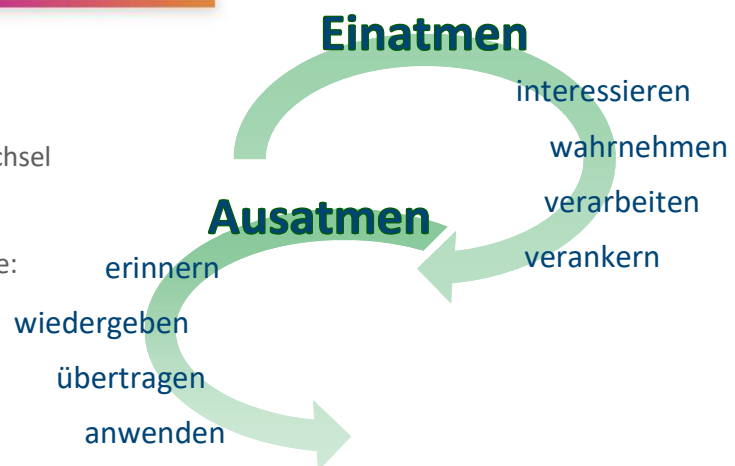 Einatmen
interessieren
wahrnehmen
verarbeiten
verankern
Ausatmen
erinnern
wiedergeben
übertragen
anwenden